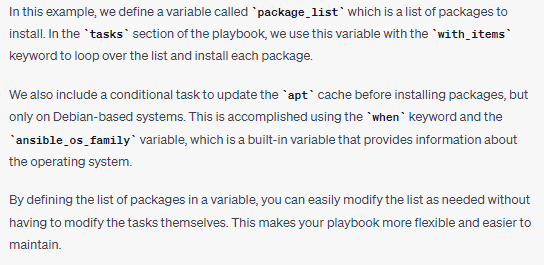 In this example, we define a variable called `package_list` which is a list of packages to
install. In the `tasks` section of the playbook, we use this variable with the `with_items`
keyword to loop over the list and install each package.
We also include a conditional task to update the `apt` cache before installing packages, but
only on Debian-based systems. This is accomplished using the `when` keyword and the
`ansible_os_family` variable, which is a built-in variable that provides information about
the operating system.
By defining the list of packages in a variable, you can easily modify the list as needed without
having to modify the tasks themselves. This makes your playbook more flexible and easier to
maintain.